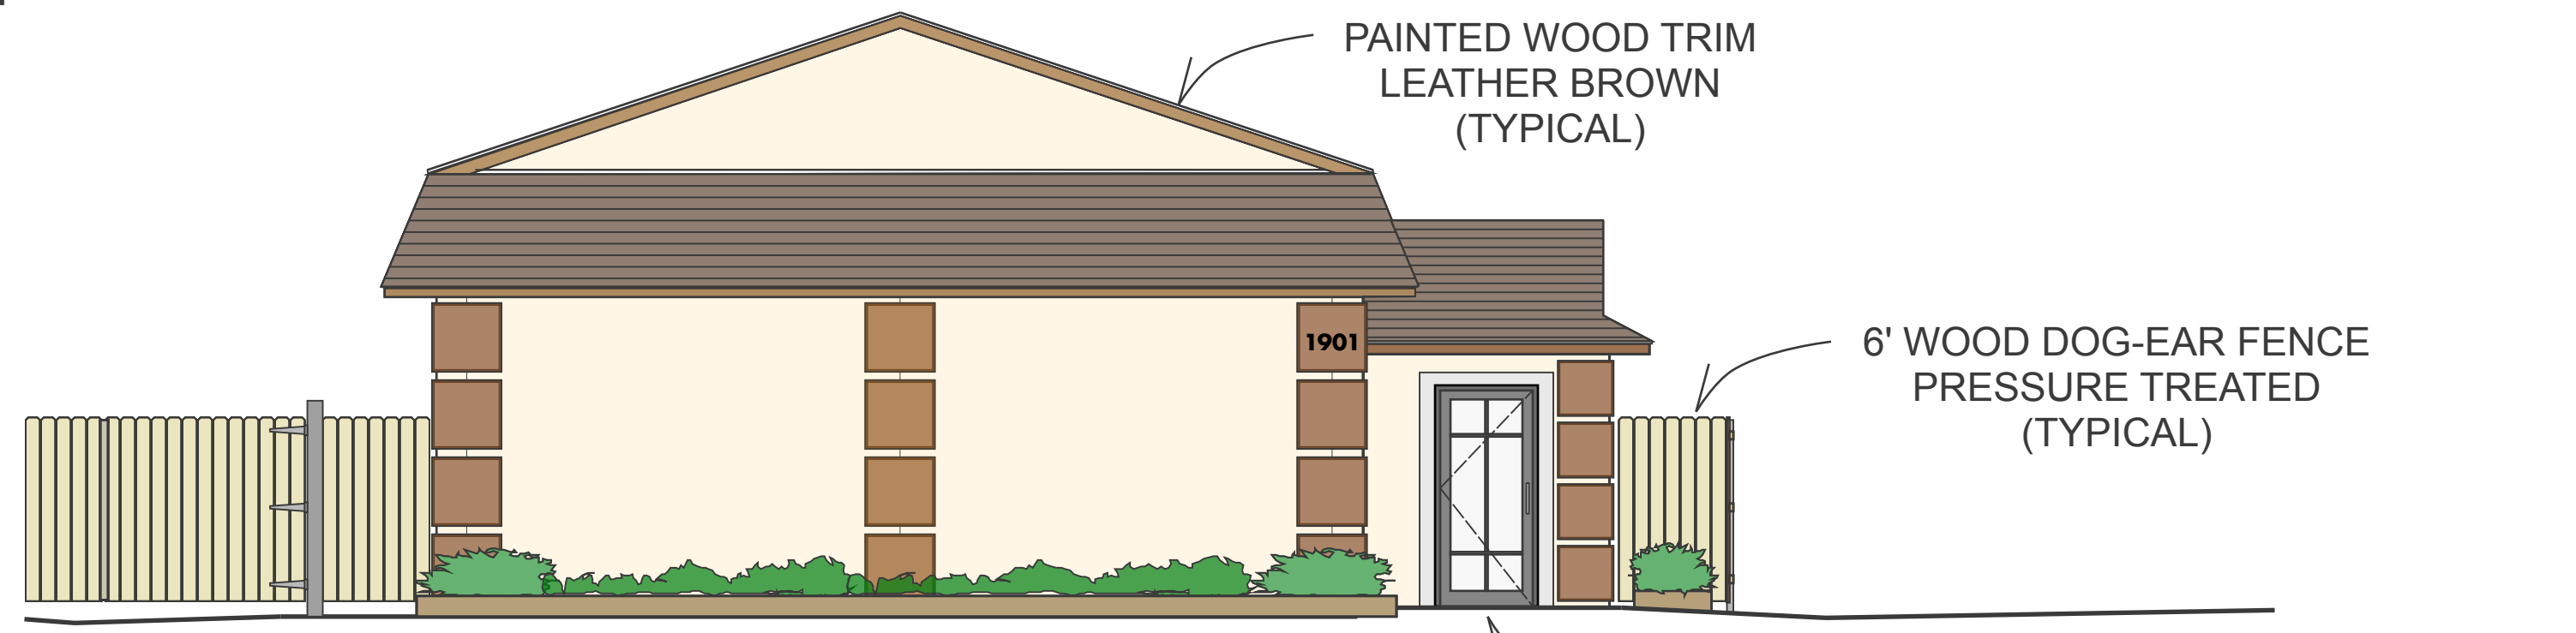 PAINTED WOOD TRIM
LEATHER BROWN
(TYPICAL)
1901
6' WOOD DOG-EAR FENCE
PRESSURE TREATED
(TYPICAL)